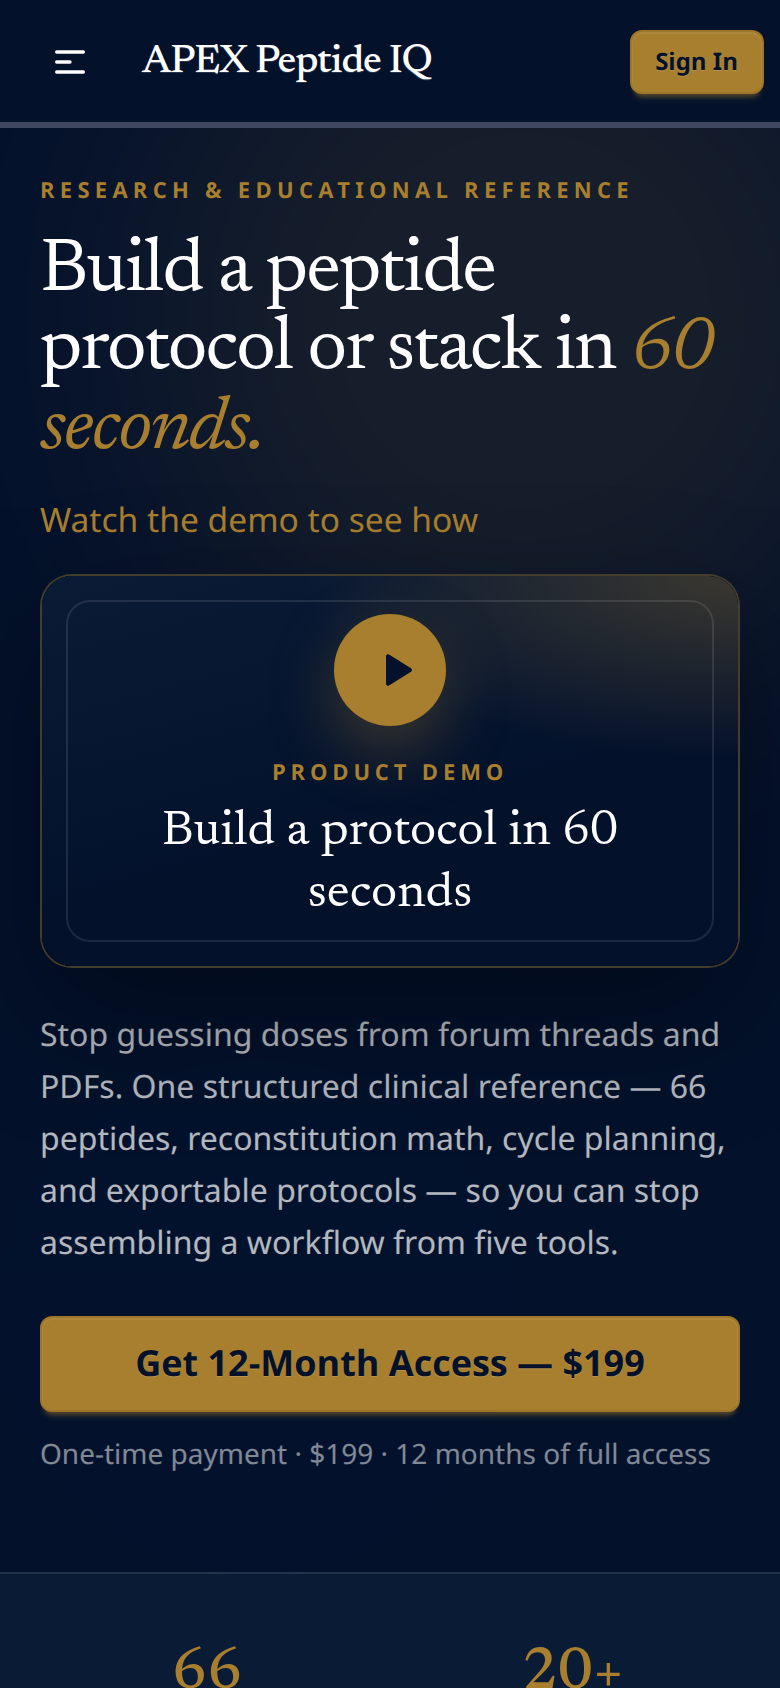 APEX Peptide IQ
Sign In
RESEARCH & EDUCATIONAL REFERENCE
Build a peptide
protocol or stack in 60
seconds.
Watch the demo to see how
PRODUCT DEMO
Build a protocol in 60
seconds
Stop guessing doses from forum threads and
PDFs. One structured clinical reference — 66
peptides, reconstitution math, cycle planning,
and exportable protocols — so you can stop
assembling a workflow from five tools.
Get 12-Month Access — $199
One-time payment · $199 · 12 months of full access
66
20+